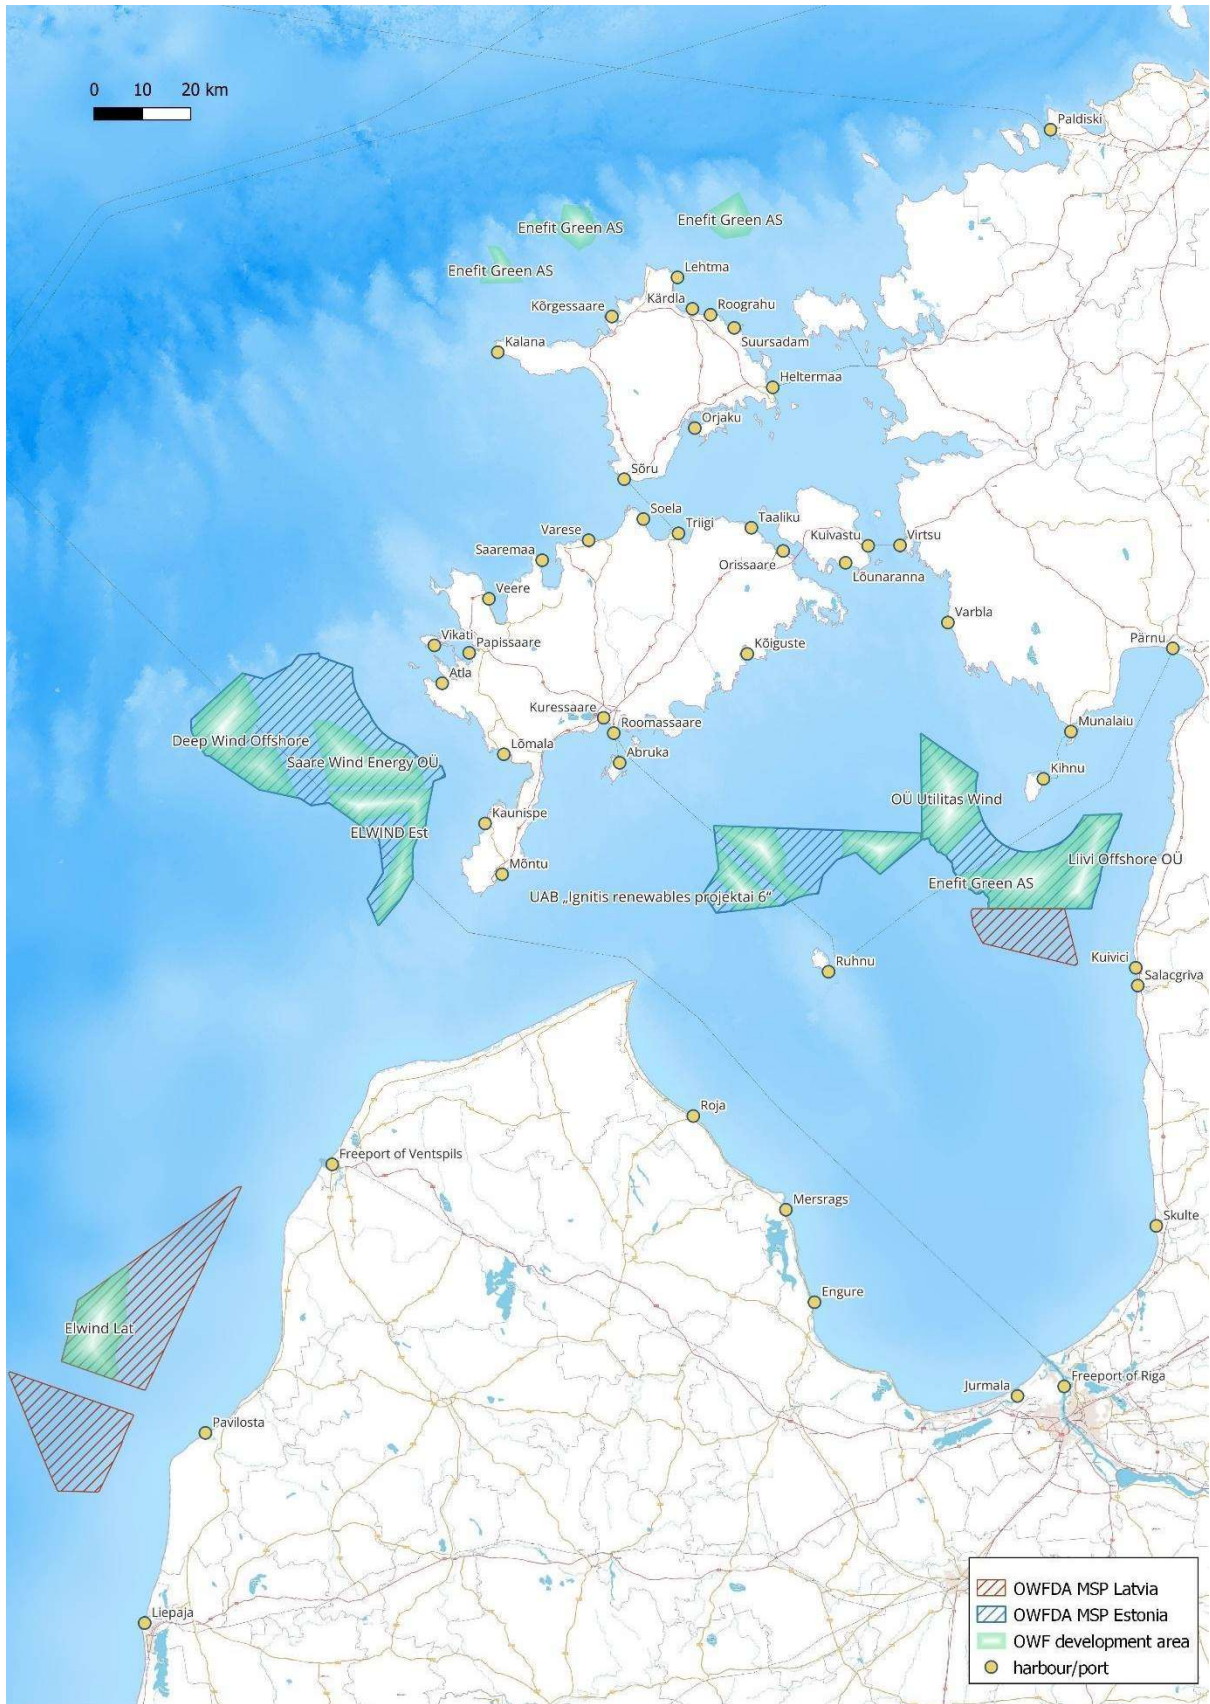 0 10 20 km
Paldiski
Enefit Green AS
Enefit Green AS
Enefit Green AS
Lehtma
Kärdla
Roograhu
Kõrgessaare
Suursadam
Kalana
Heltermaa
Orjaku
Sõru
Soela
Triigi
Taaliku
Varese
Kuivastu
Virtsu
Saaremaa
Orissaare
Lõunaranna
Veere
Varbla
Vikati
Papissaare
Kõiguste
Pärnu
Atla
Kuressaare
Roomassaare
Munalaiu
Deep Wind Offshore
Lõmala
Abruka
Saare Wind Energy OÜ
Kihnu
OÜ Utilitas Wind
Kaunispe
ELWIND Est
Mõntu
Liivi Offshore OÜ
Enefit Green AS
UAB „Ignitis renewables projektai 6“
Ruhnu
Kuivici
Salacgriva
Roja
Freeport of Ventspils
Mersrags
Skulte
Engure
Elwind Lat
Jurmala
Freeport of Riga
Pavilosta
Liepaja
OWFDA MSP Latvia
OWFDA MSP Estonia
OWF development area
harbour/port